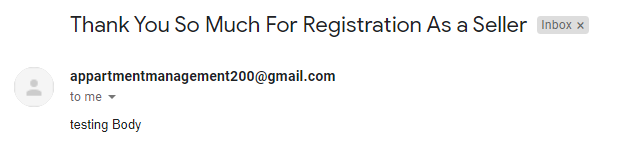 Thank You So Much For Registration As a Seller Inbox ×
appartmentmanagement200@gmail.com
to me
testing Body